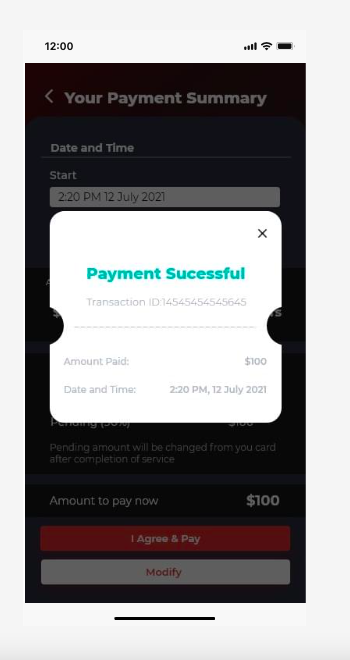 12:00
Your Payment Summary
Date and Time
Start
2:20 PM 12 July 2021
Payment Sucessful
Transaction ID:14545454545645
Amount Paid: $100
Date and Time: 2:20 PM, 12 July 2021
Pending (50%) $100
Pending amount will be changed from you card
after completion of service
Amount to pay now $100
I Agree & Pay
Modify